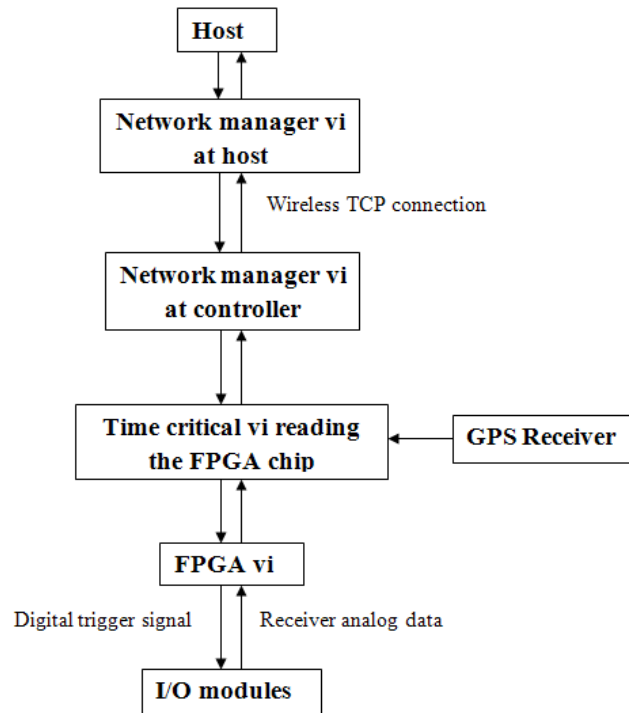 Host
Network manager vi
at host
Wireless TCP connection
Network manager vi
at controller
Time critical vi reading
the FPGA chip
GPS Receiver
FPGA vi
Digital trigger signal
Receiver analog data
I/O modules